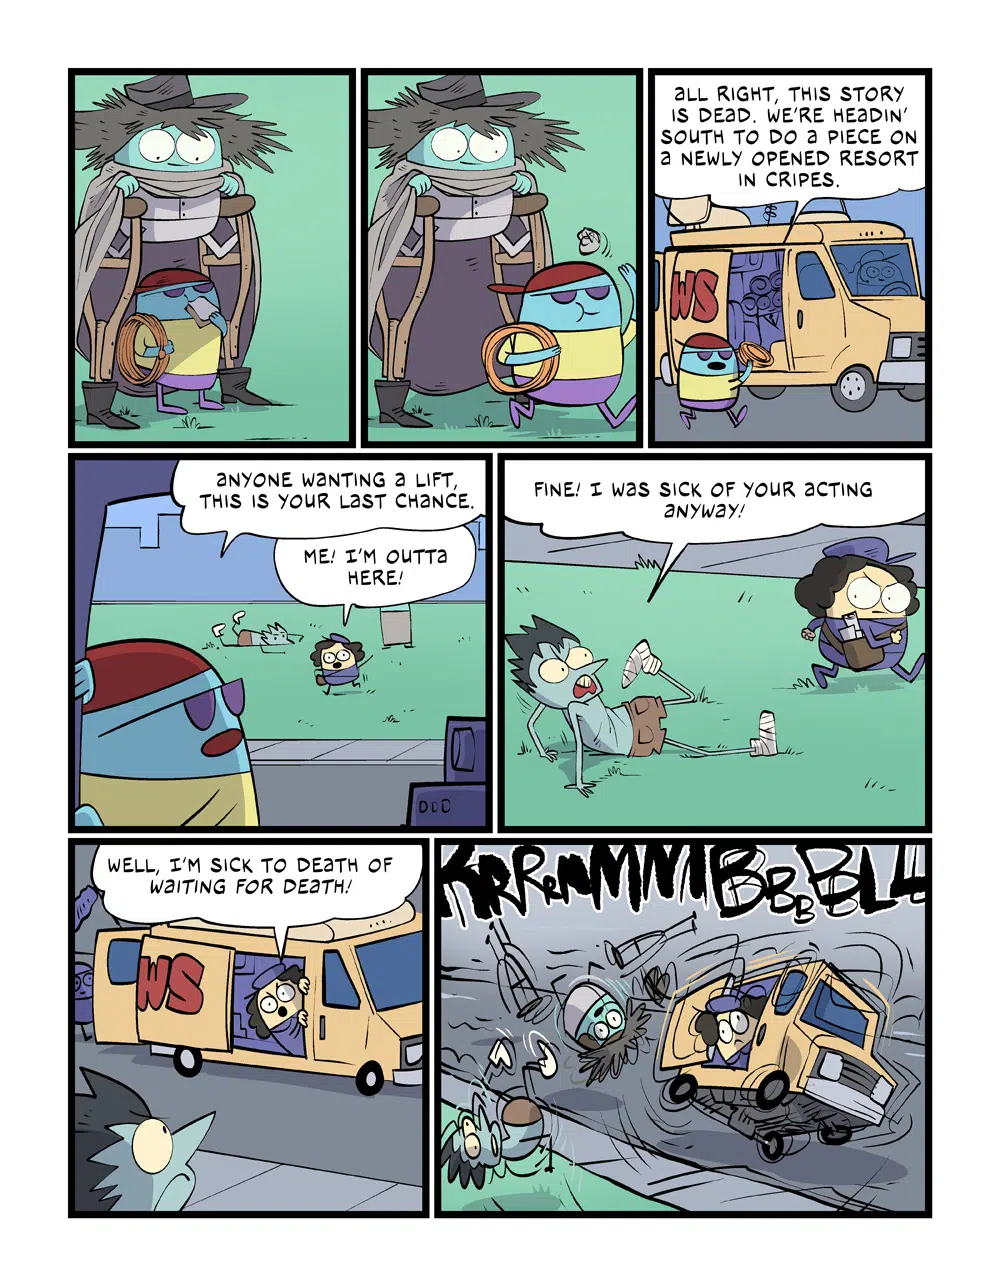 ALL RIGHT, THIS STORY
IS DEAD. WE'RE HEADIN'
SOUTH TO DO A PIECE ON
A NEWLY OPENED RESORT
IN CRIPES.
WS
ANYONE WANTING A LIFT,
THIS IS YOUR LAST CHANCE.
ME! I'M OUTTA
HERE!
FINE! I WAS SICK OF YOUR ACTING
ANYWAY!
WELL, I'M SICK TO DEATH OF
WAITING FOR DEATH!
WS
KRRRNMMMBBBBLL